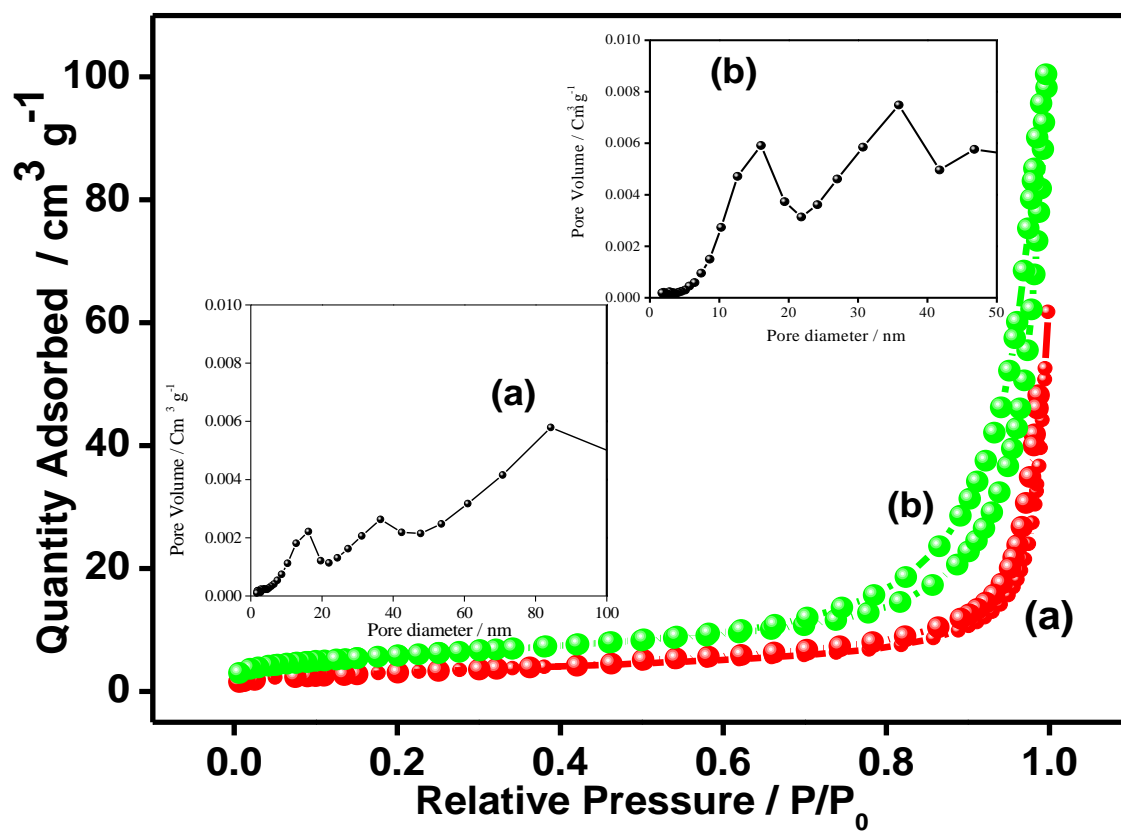 Quantity Adsorbed / cm³ g⁻¹
100
80
60
40
20
0
0.0 0.2 0.4 0.6 0.8 1.0
Relative Pressure / P/P₀
(b)
(a)
(b)
Pore Volume / Cm³ g⁻¹
0.010
0.008
0.006
0.004
0.002
0.000
0 10 20 30 40 50
Pore diameter / nm
(a)
Pore Volume / Cm³ g⁻¹
0.010
0.008
0.006
0.004
0.002
0.000
0 20 40 60 80 100
Pore diameter / nm